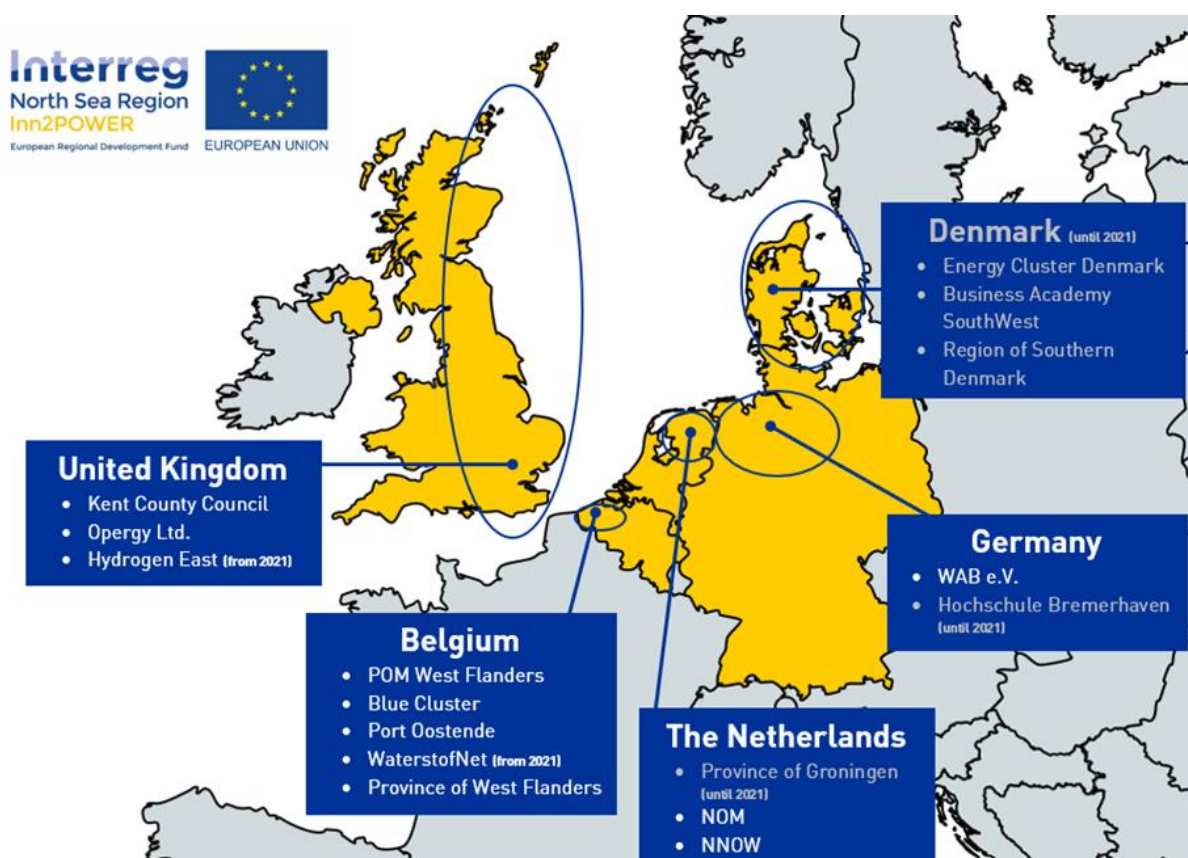 Interreg
North Sea Region
Inn2POWER
European Regional Development Fund
EUROPEAN UNION
Denmark (until 2021)
• Energy Cluster Denmark
• Business Academy
SouthWest
• Region of Southern
Denmark
United Kingdom
• Kent County Council
• Opergy Ltd.
• Hydrogen East (from 2021)
Germany
• WAB e.V.
• Hochschule Bremerhaven
(until 2021)
Belgium
• POM West Flanders
• Blue Cluster
• Port Oostende
• WaterstofNet (from 2021)
• Province of West Flanders
The Netherlands
• Province of Groningen
(until 2021)
• NOM
• NNOW